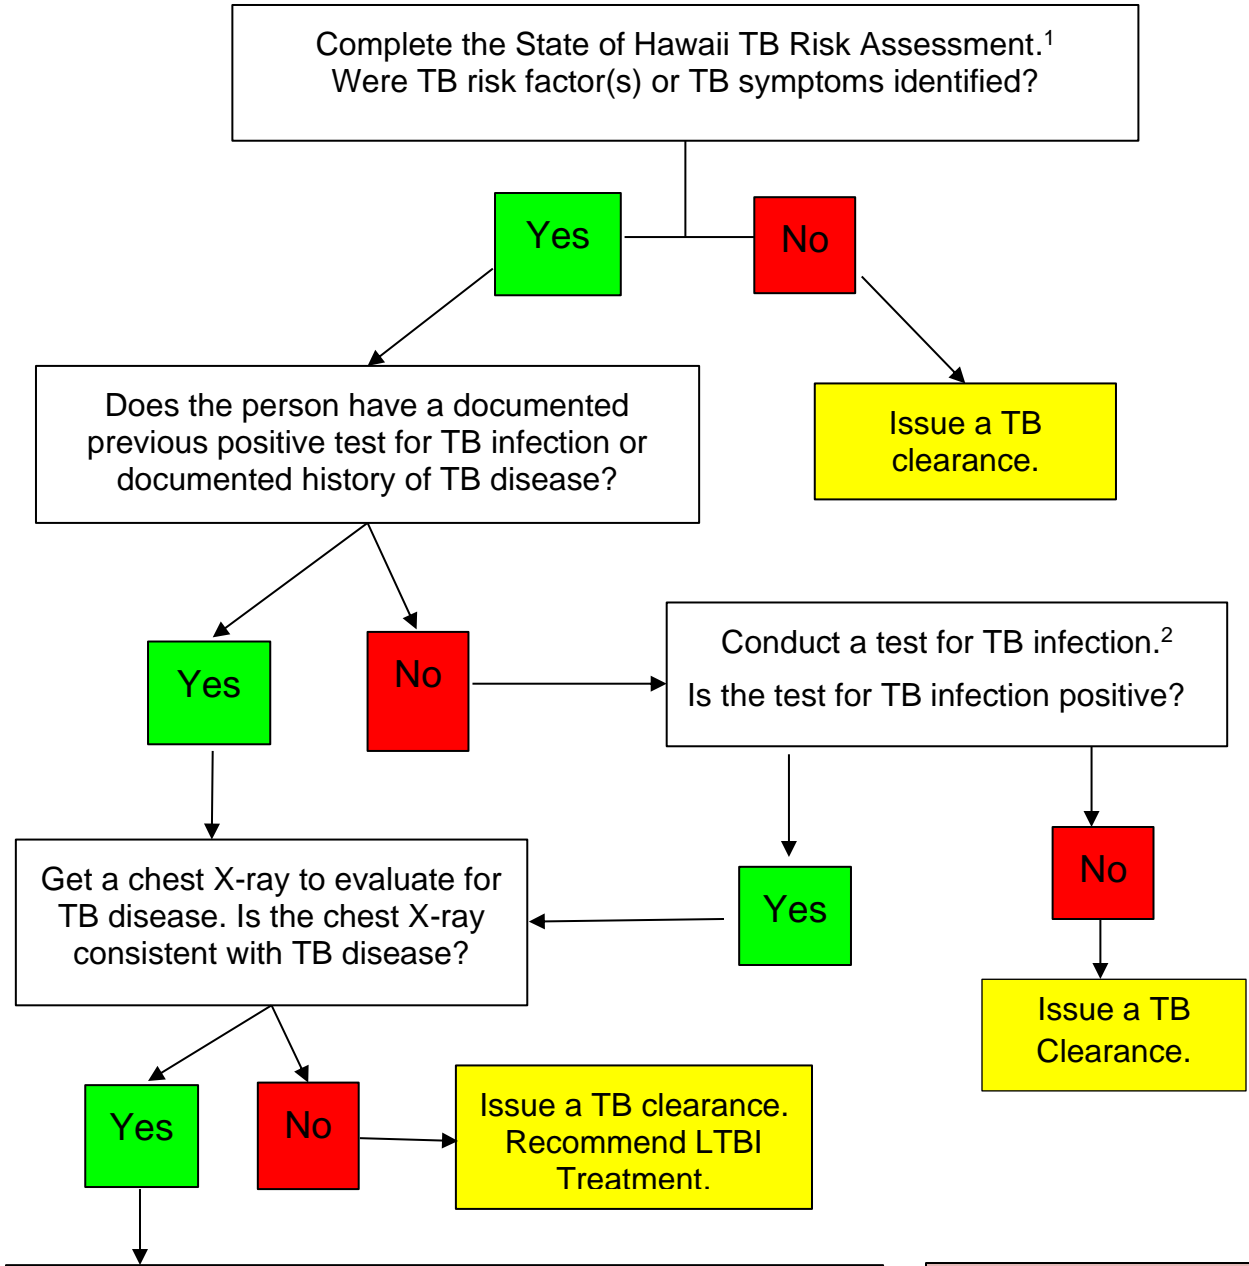 Complete the State of Hawaii TB Risk Assessment.¹
Were TB risk factor(s) or TB symptoms identified?
Yes
No
Does the person have a documented
previous positive test for TB infection or
documented history of TB disease?
Issue a TB
clearance.
Yes
No
Conduct a test for TB infection.²
Is the test for TB infection positive?
Get a chest X-ray to evaluate for
TB disease. Is the chest X-ray
consistent with TB disease?
Yes
No
Issue a TB
Clearance.
Yes
No
Issue a TB clearance.
Recommend LTBI
Treatment.